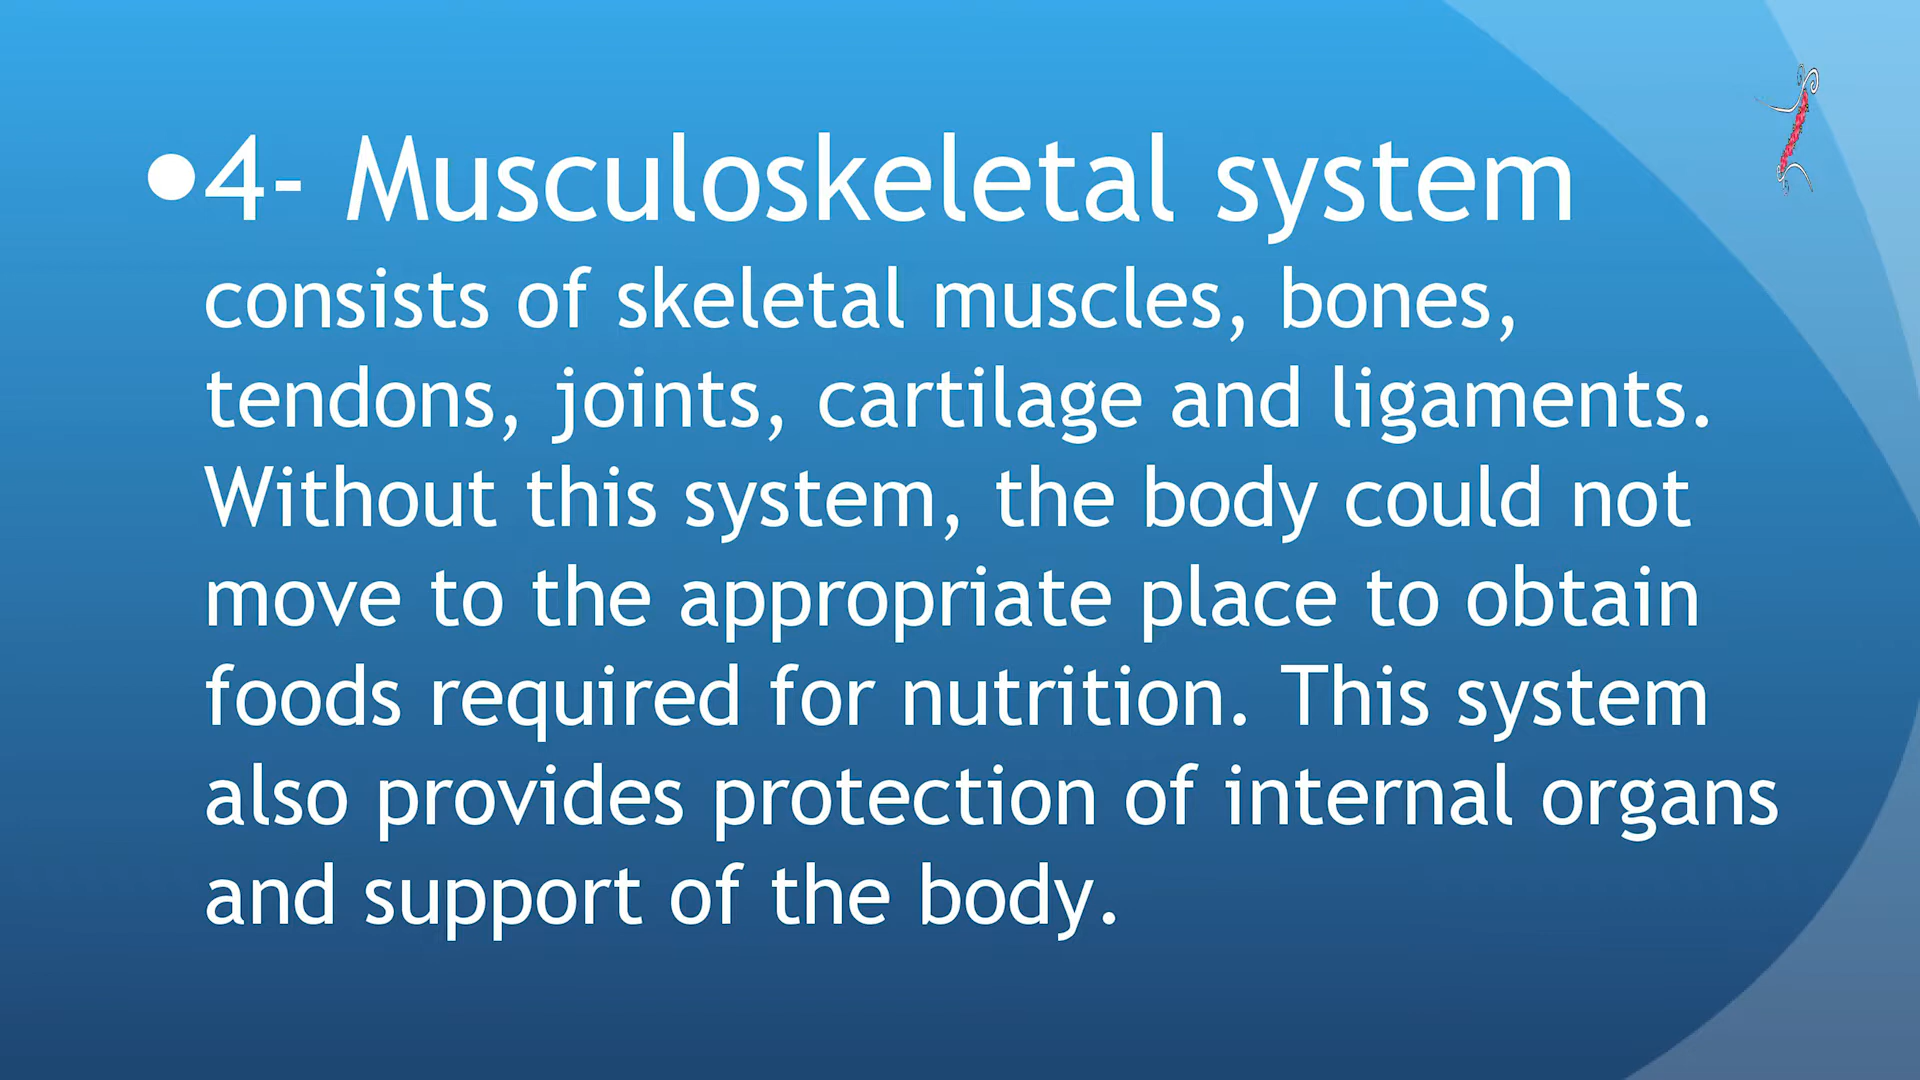 •4- Musculoskeletal system
consists of skeletal muscles, bones,
tendons, joints, cartilage and ligaments.
Without this system, the body could not
move to the appropriate place to obtain
foods required for nutrition. This system
also provides protection of internal organs
and support of the body.